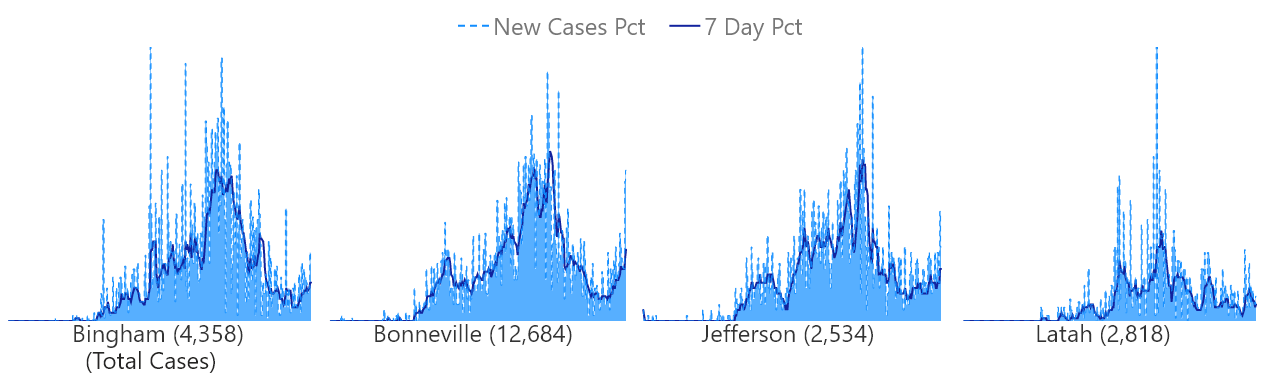 New Cases Pct 7 Day Pct
Bingham (4,358) Bonneville (12,684) Jefferson (2,534) Latah (2,818)
(Total Cases)